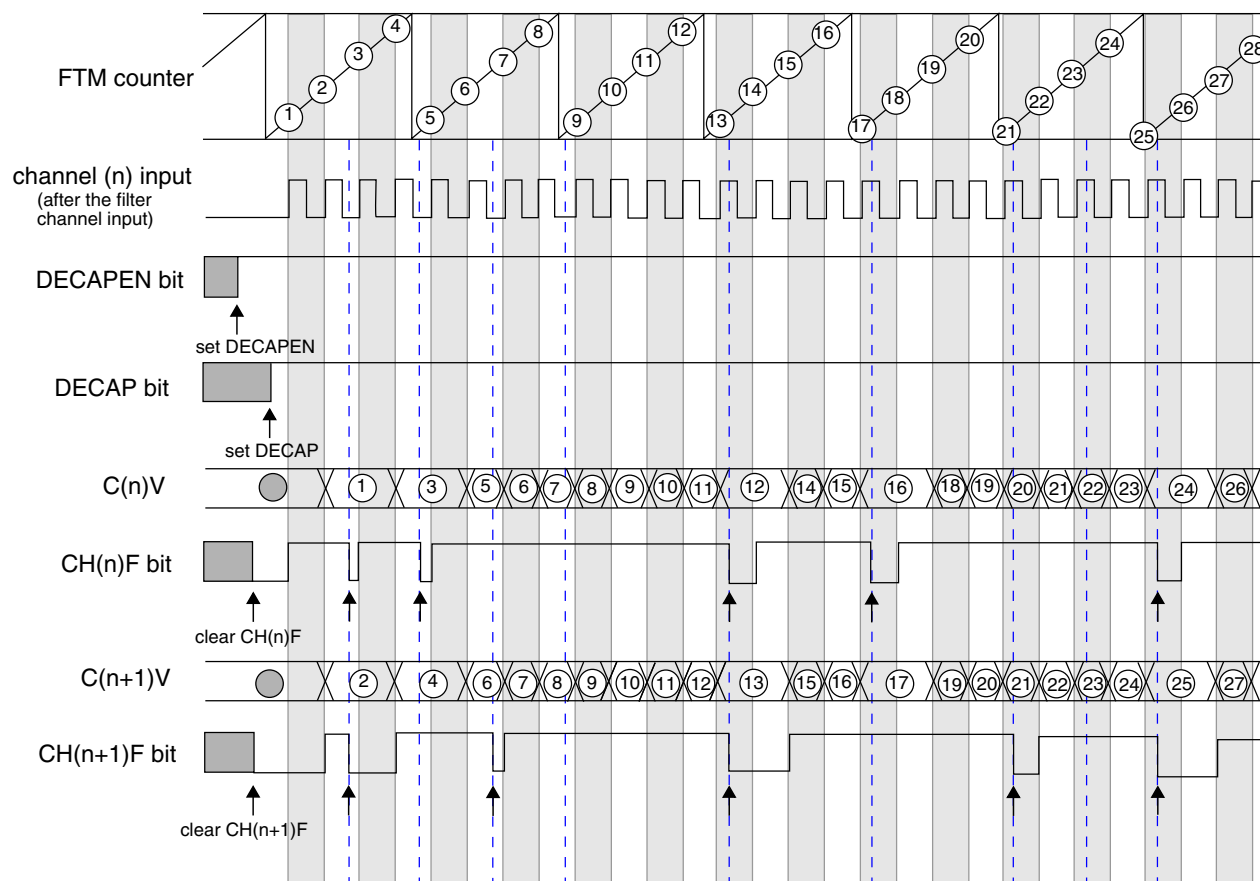 4
8
12
16
20
24
28
3
7
11
15
19
23
27
FTM counter
2
6
10
14
18
22
26
1
5
9
13
17
21
25
channel (n) input
(after the filter
channel input)
DECAPEN bit
set DECAPEN
DECAP bit
set DECAP
C(n)V
1 3 5 6 7 8 9 10 11 12 14 15 16 18 19 20 21 22 23 24 26
CH(n)F bit
clear CH(n)F
C(n+1)V
2 4 6 7 8 9 10 11 12 13 15 16 17 19 20 21 22 23 24 25 27
CH(n+1)F bit
clear CH(n+1)F